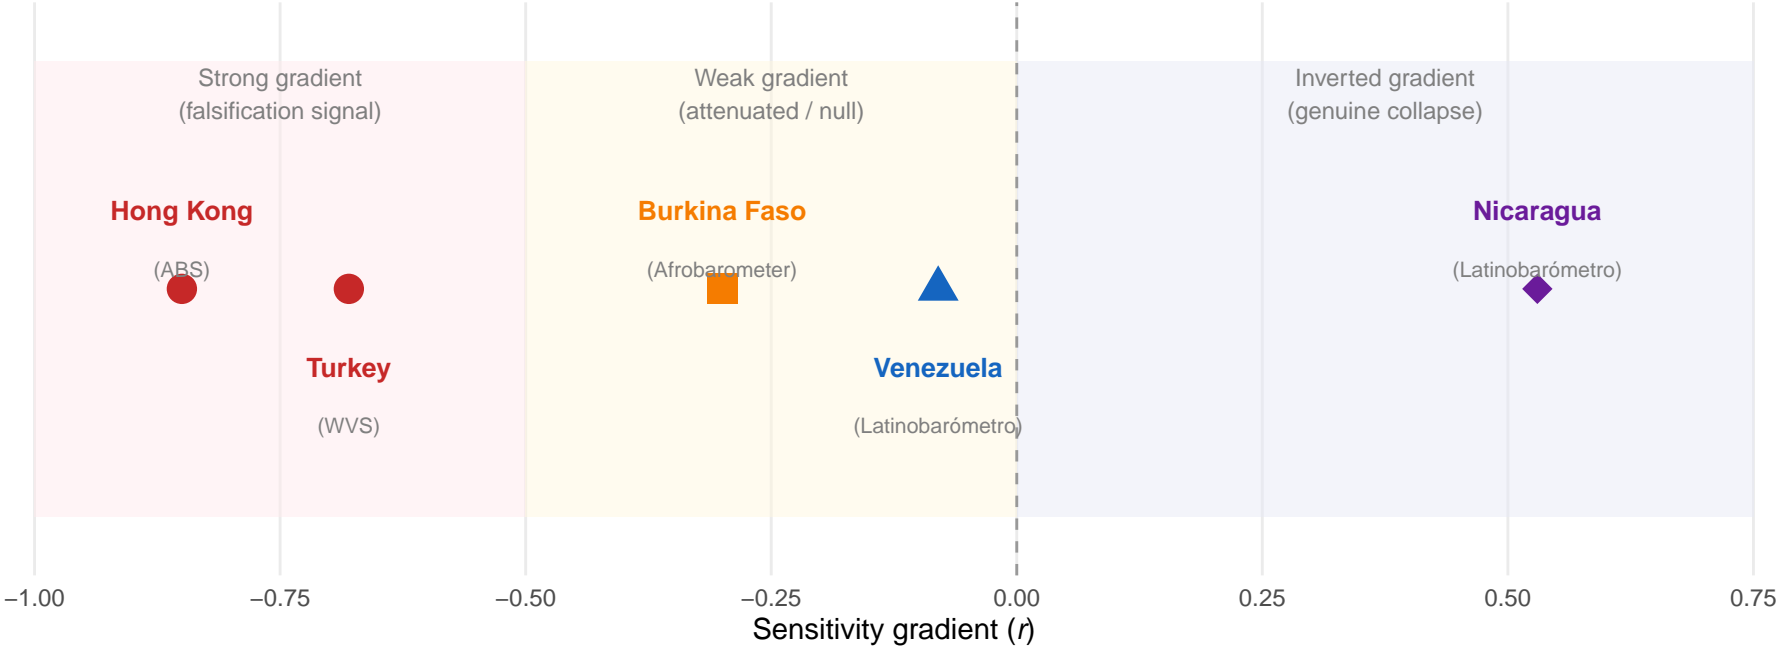 Strong gradient
(falsification signal)
Weak gradient
(attenuated / null)
Inverted gradient
(genuine collapse)
Hong Kong
(ABS)
Burkina Faso
(Afrobarometer)
Nicaragua
(Latinobarómetro)
Turkey
(WVS)
Venezuela
(Latinobarómetro)
−1.00 −0.75 −0.50 −0.25 0.00 0.25 0.50 0.75
Sensitivity gradient (r)